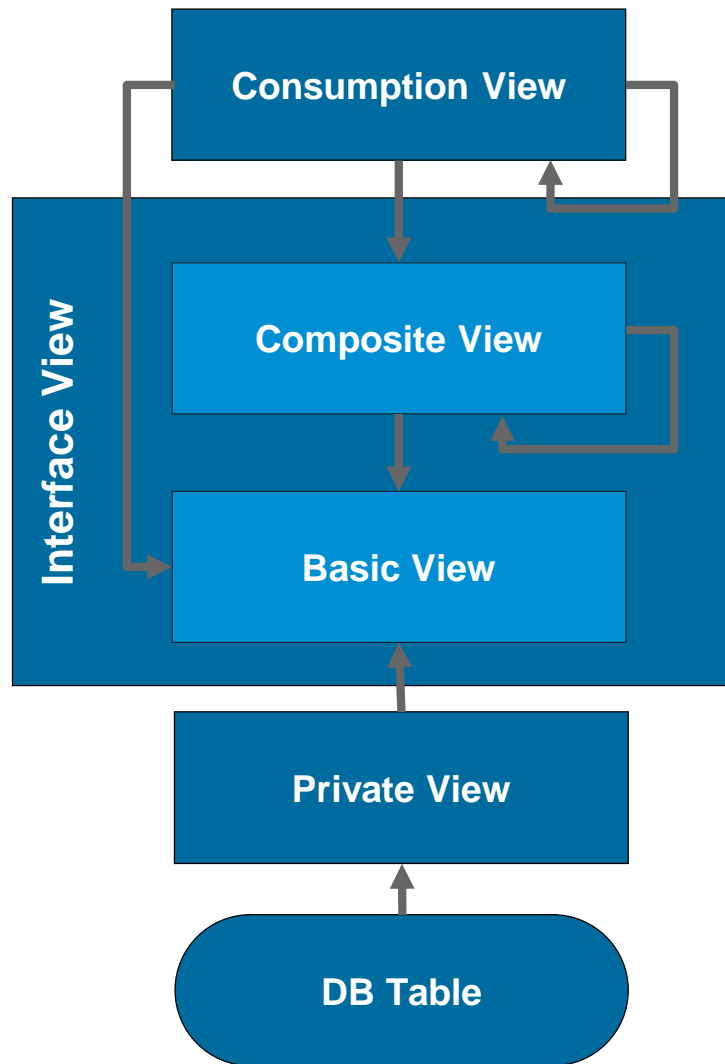 Consumption View
Interface View
Composite View
Basic View
Private View
DB Table